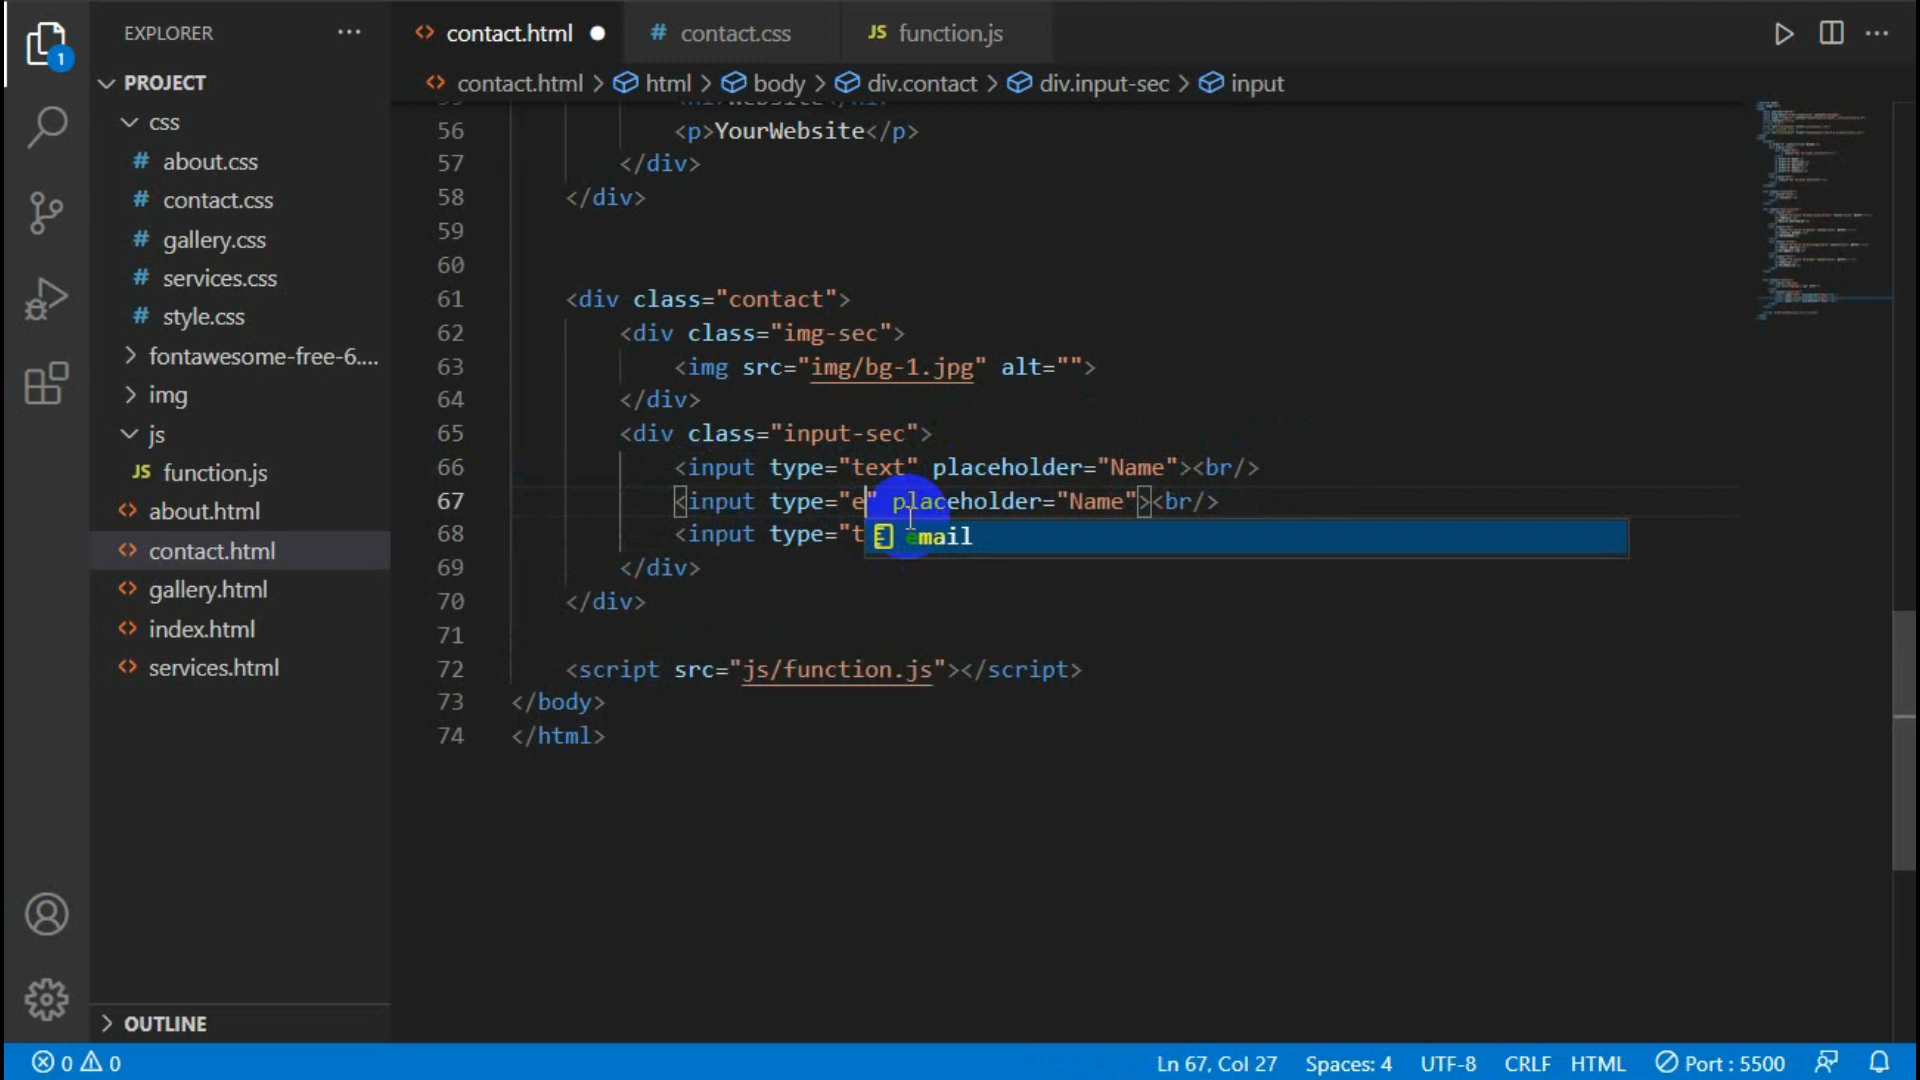 EXPLORER
PROJECT
css
about.css
contact.css
gallery.css
services.css
style.css
fontawesome-free-6....
img
js
JS function.js
about.html
contact.html
gallery.html
index.html
services.html
OUTLINE
1
contact.html
# contact.css
JS function.js
contact.html > html > body > div.contact > div.input-sec > input
56 <p>YourWebsite</p>
57 </div>
58 </div>
59
60
61 <div class="contact">
62 <div class="img-sec">
63 <img src="img/bg-1.jpg" alt="">
64 </div>
65 <div class="input-sec">
66 <input type="text" placeholder="Name"><br/>
67 <input type="e" placeholder="Name"><br/>
68 <input type="t
email
69 </div>
70 </div>
71
72 <script src="js/function.js"></script>
73 </body>
74 </html>
0 0
Ln 67, Col 27 Spaces: 4 UTF-8 CRLF HTML Port : 5500